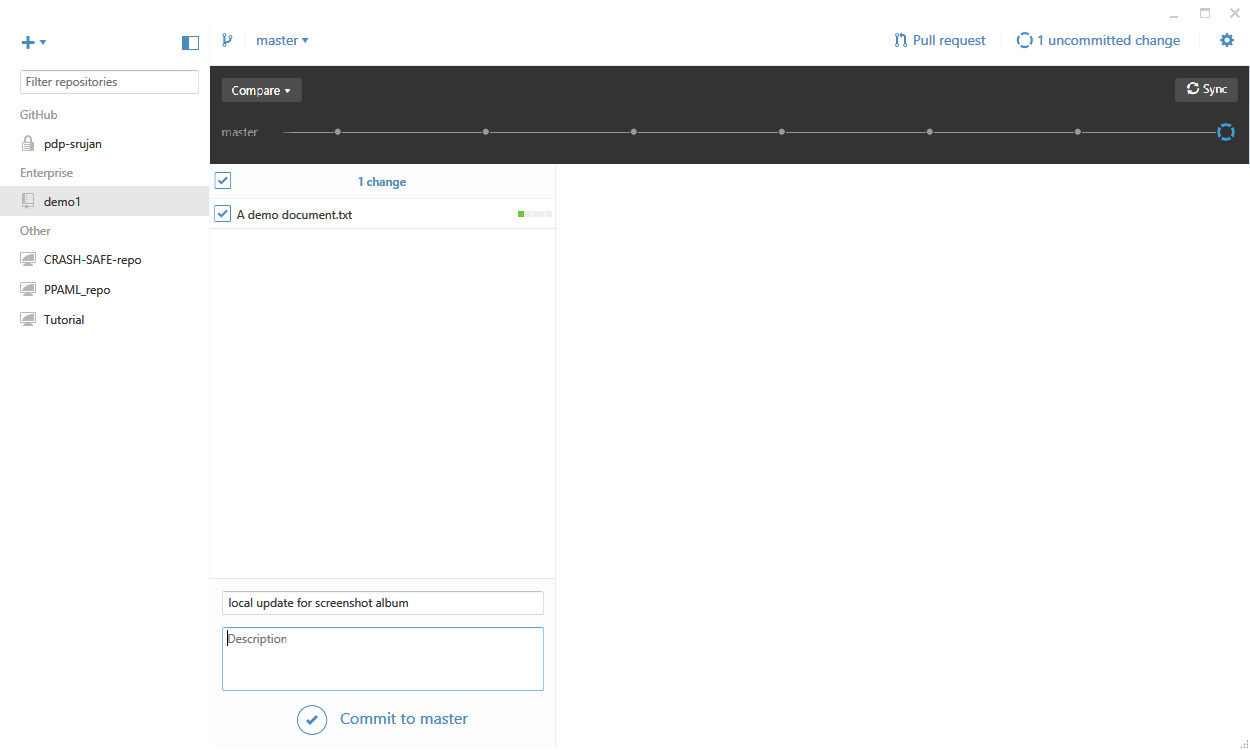 master
Pull request
1 uncommitted change
Filter repositories
GitHub
pdp-srujan
Enterprise
demo1
Other
CRASH-SAFE-repo
PPAML_repo
Tutorial
Compare
Sync
master
1 change
A demo document.txt
local update for screenshot album
Description
Commit to master